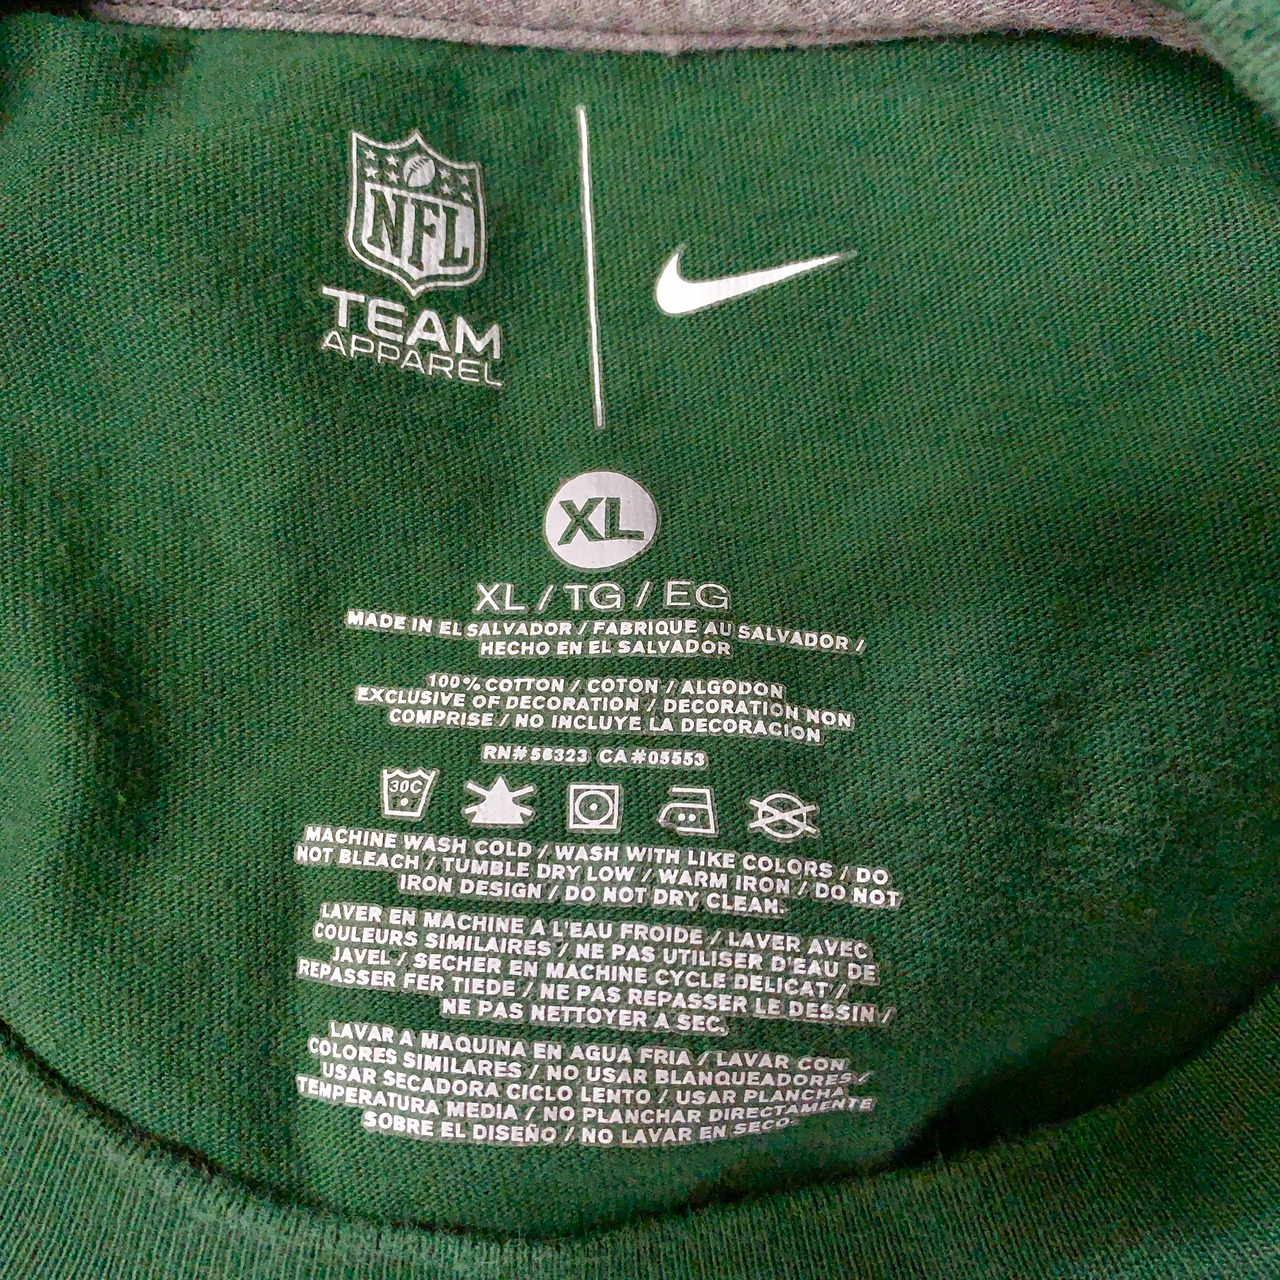 NFL
TEAM
APPAREL
XL
XL / TG / EG
MADE IN EL SALVADOR / FABRIQUE AU SALVADOR /
HECHO EN EL SALVADOR
100% COTTON / COTON / ALGODON
EXCLUSIVE OF DECORATION / DECORATION NON
COMPRISE / NO INCLUYE LA DECORACION
RN#56323 CA#05553
30C
MACHINE WASH COLD / WASH WITH LIKE COLORS / DO
NOT BLEACH / TUMBLE DRY LOW / WARM IRON / DO NOT
IRON DESIGN / DO NOT DRY CLEAN.
LAVER EN MACHINE A L'EAU FROIDE / LAVER AVEC
COULEURS SIMILAIRES / NE PAS UTILISER D'EAU DE
JAVEL / SECHER EN MACHINE CYCLE DELICAT /
REPASSER FER TIEDE / NE PAS REPASSER LE DESSIN /
NE PAS NETTOYER A SEC.
LAVAR A MAQUINA EN AGUA FRIA / LAVAR CON
COLORES SIMILARES / NO USAR BLANQUEADORES /
USAR SECADORA CICLO LENTO / USAR PLANCHA
TEMPERATURA MEDIA / NO PLANCHAR DIRECTAMENTE
SOBRE EL DISEÑO / NO LAVAR EN SECO.